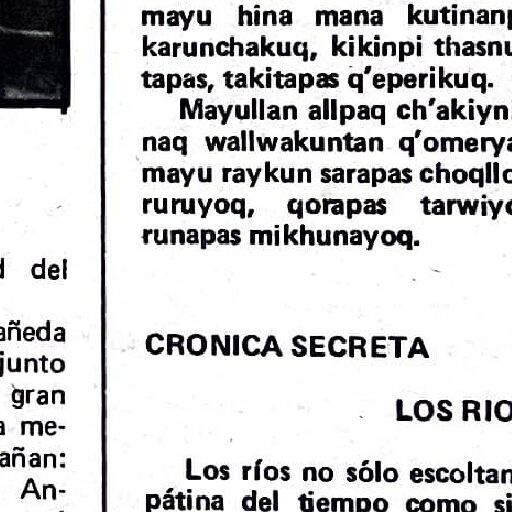 mayu hina mana kutinanp
karunchakuq, kikinpi thasnu
tapas, takitapas q'eperikuq.
Mayullan allpaq ch'akiyn
naq wallwakuntan q'omerya
mayu raykun sarapas choqllo
ruruyoq, qorapas tarwiyo
runapas mikhunayoq.
d del
añeda
junto
gran
a me-
añan:
An-
CRONICA SECRETA
LOS RIO
Los ríos no sólo escoltan
pátina del tiempo como si